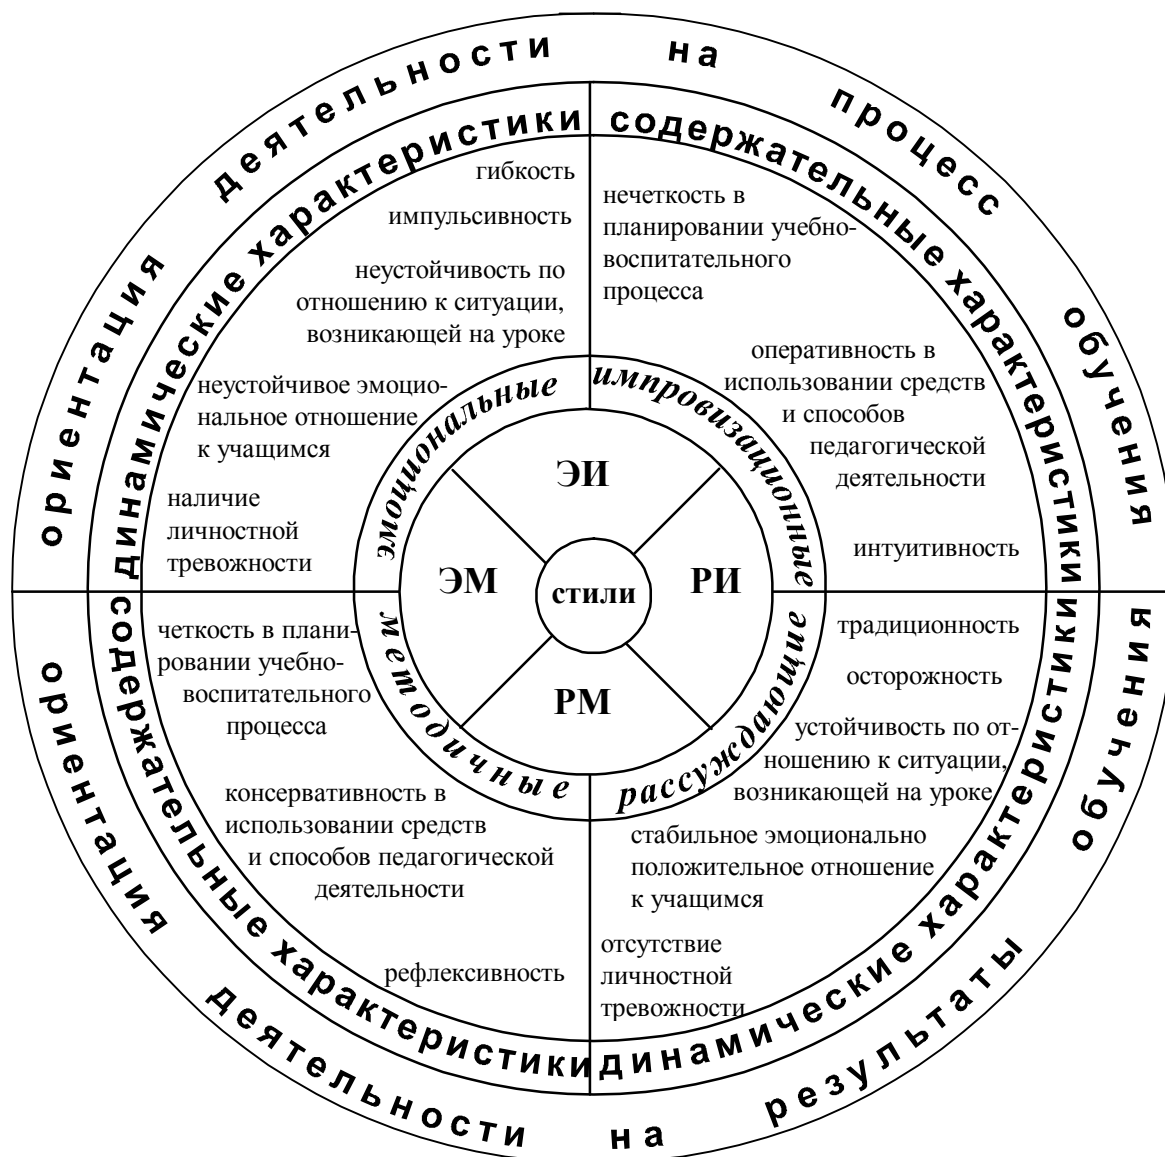 ориентация деятельности на процесс обучения
динамические характеристики
содержательные характеристики
гибкость
импульсивность
неустойчивость по
отношению к ситуации,
возникающей на уроке
неустойчивое эмоцио-
нальное отношение
к учащимся
наличие
личностной
тревожности
нечеткость в
планировании учебно-
воспитательного
процесса
оперативность в
использовании средств
и способов
педагогической
деятельности
интуитивность
эмоциональные
импровизационные
ЭИ
ЭМ
стили
РИ
РМ
методичные
рассуждающие
четкость в плани-
ровании учебно-
воспитательного
процесса
консервативность в
использовании средств
и способов педагогической
деятельности
рефлексивность
традиционность
осторожность
устойчивость по от-
ношению к ситуации,
возникающей на уроке
стабильное эмоционально
положительное отношение
к учащимся
отсутствие
личностной
тревожности
содержательные характеристики
динамические характеристики
ориентация деятельности на результаты обучения